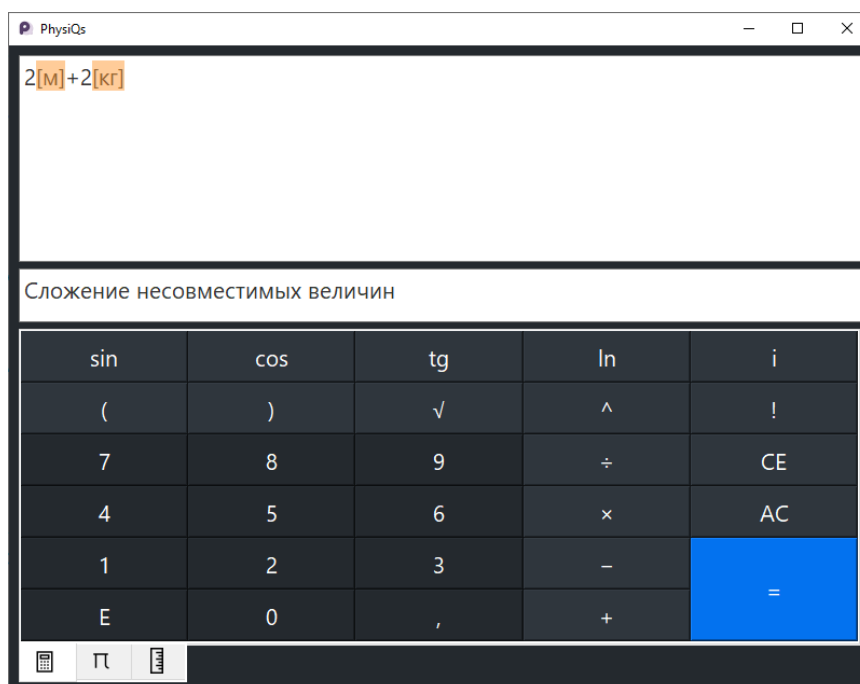 PhysiQs
2[м]+2[кг]
Сложение несовместимых величин
sin cos tg ln i
( ) √ ^ !
7 8 9 ÷ CE
4 5 6 × AC
1 2 3 −
=
E 0 , +
π